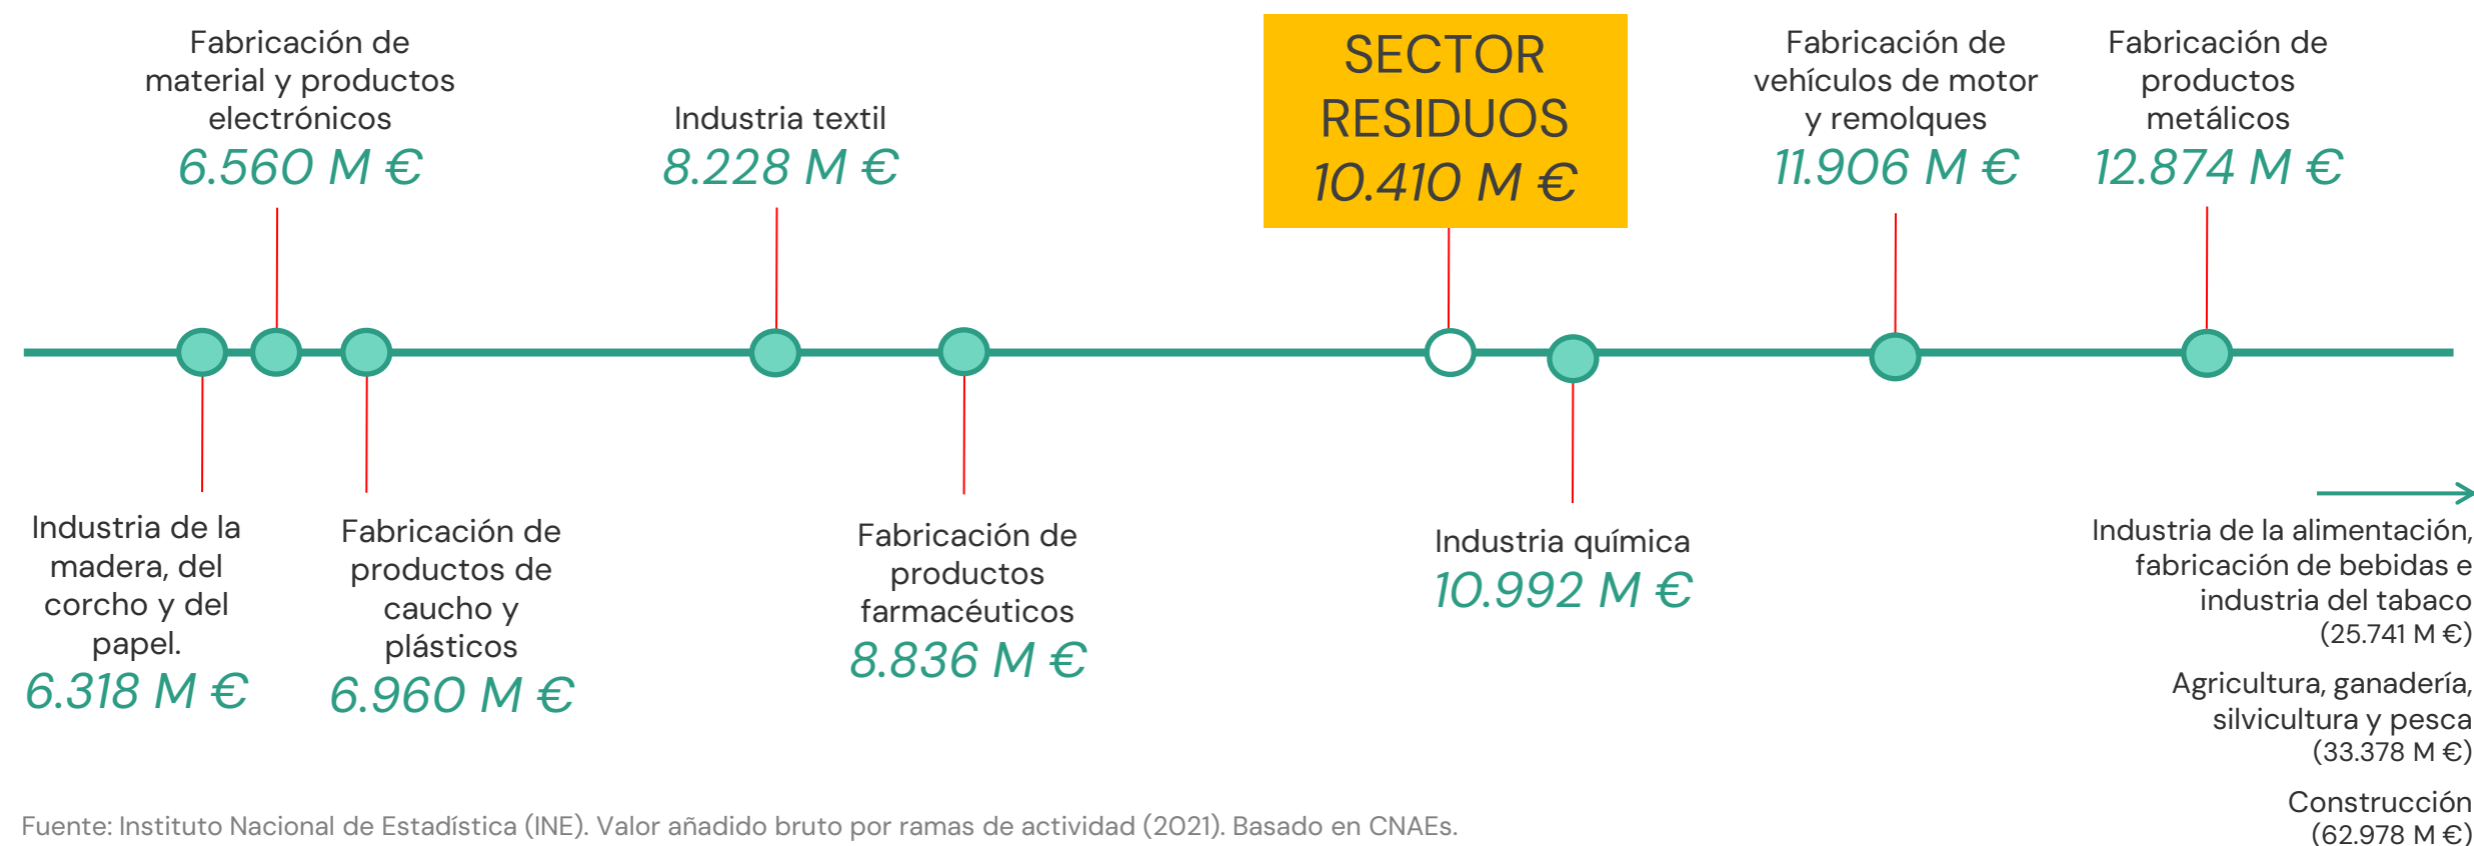 Fabricación de
material y productos
electrónicos
6.560 M €
Industria textil
8.228 M €
SECTOR
RESIDUOS
10.410 M €
Fabricación de
vehículos de motor
y remolques
11.906 M €
Fabricación de
productos
metálicos
12.874 M €
Industria de la
madera, del
corcho y del
papel.
6.318 M €
Fabricación de
productos de
caucho y
plásticos
6.960 M €
Fabricación de
productos
farmacéuticos
8.836 M €
Industria química
10.992 M €
Industria de la alimentación,
fabricación de bebidas e
industria del tabaco
(25.741 M €)
Agricultura, ganadería,
silvicultura y pesca
(33.378 M €)
Construcción
(62.978 M €)
Fuente: Instituto Nacional de Estadística (INE). Valor añadido bruto por ramas de actividad (2021). Basado en CNAEs.